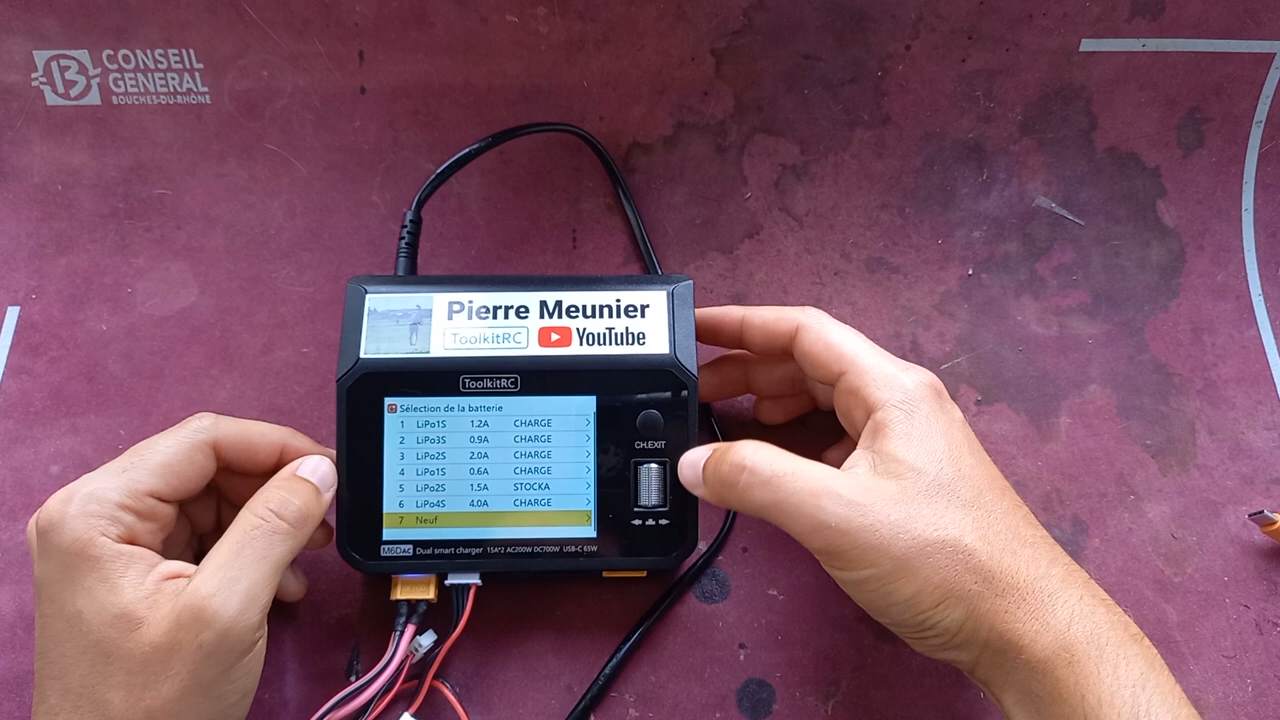 CONSEIL
GENERAL
BOUCHES-DU-RHÔNE
Pierre Meunier
ToolkitRC YouTube
ToolkitRC
Sélection de la batterie
1 LiPo1S 1.2A CHARGE >
2 LiPo3S 0.9A CHARGE >
3 LiPo2S 2.0A CHARGE >
4 LiPo1S 0.6A CHARGE >
5 LiPo2S 1.5A STOCKA >
6 LiPo4S 4.0A CHARGE >
7 Neuf >
CH.EXIT
M6DAC Dual smart charger 15A*2 AC200W DC700W USB-C 65W